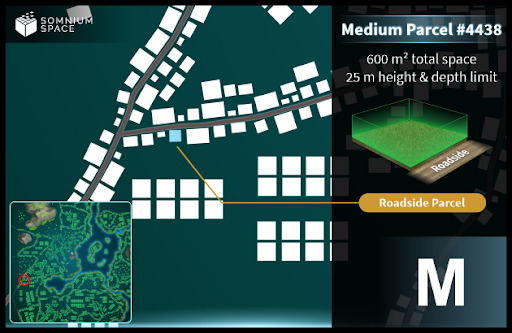 SOMNIUM
SPACE
Medium Parcel #4438
600 m² total space
25 m height & depth limit
Roadside
Roadside Parcel
M